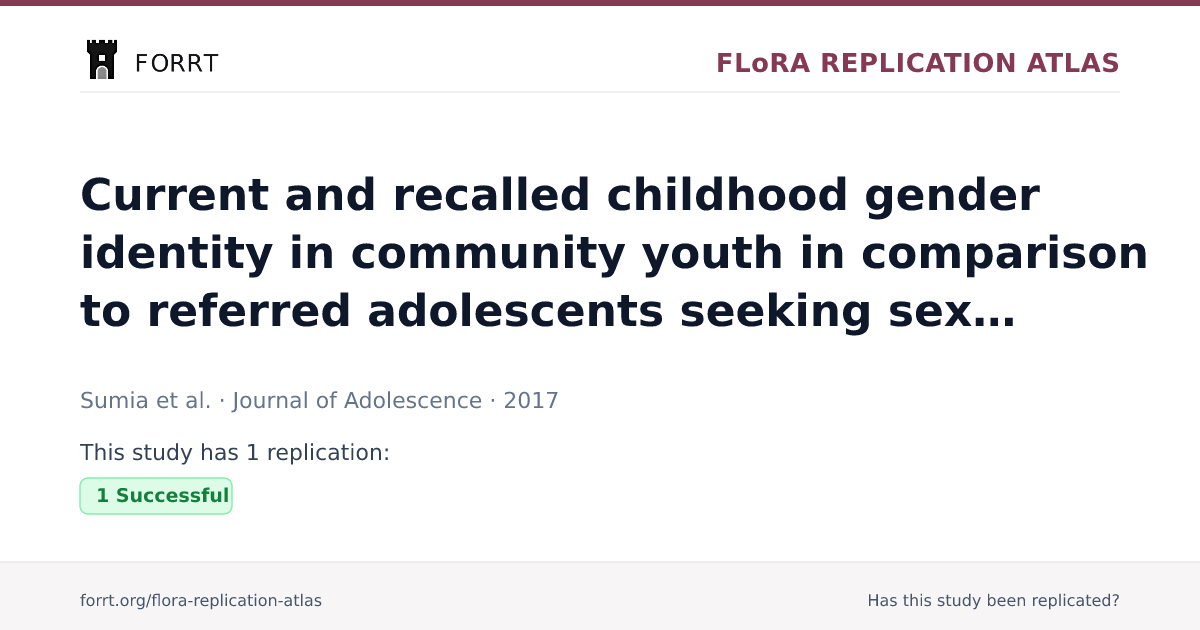 FORRT
FLoRA REPLICATION ATLAS
Current and recalled childhood gender
identity in community youth in comparison
to referred adolescents seeking sex…
Sumia et al. · Journal of Adolescence · 2017
This study has 1 replication:
1 Successful
forrt.org/flora-replication-atlas
Has this study been replicated?